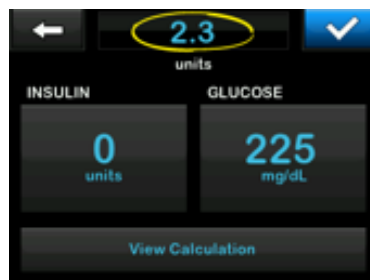 2.3
units
INSULIN GLUCOSE
0 225
units mg/dL
View Calculation